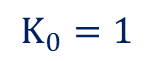 K₀ = 1